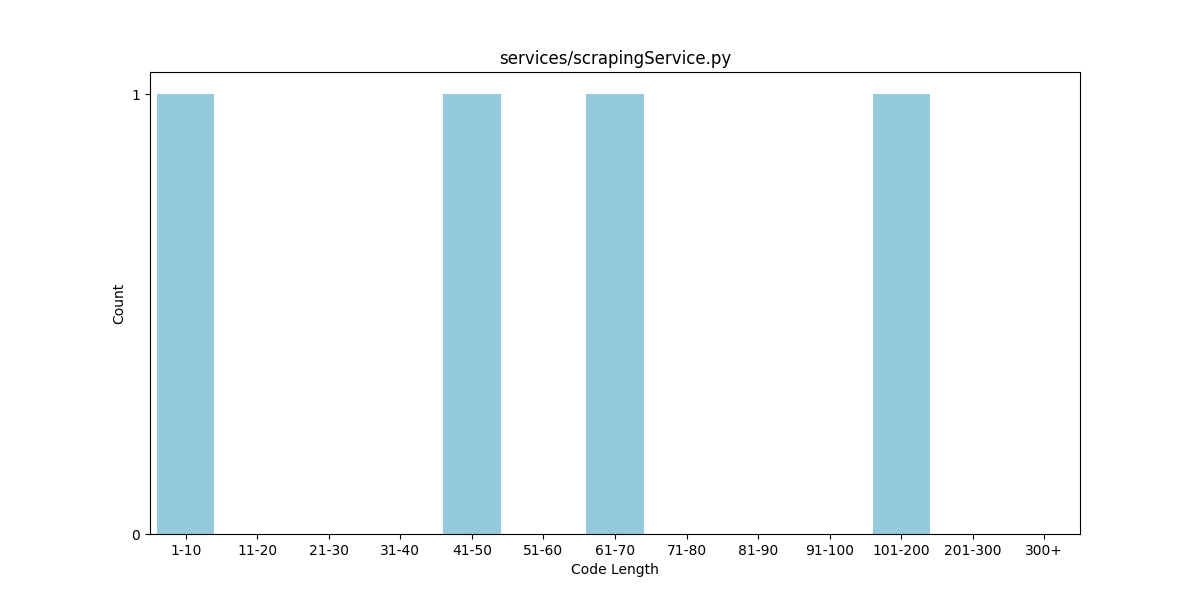 services/scrapingService.py
1
Count
0
1-10 11-20 21-30 31-40 41-50 51-60 61-70 71-80 81-90 91-100 101-200 201-300 300+
Code Length